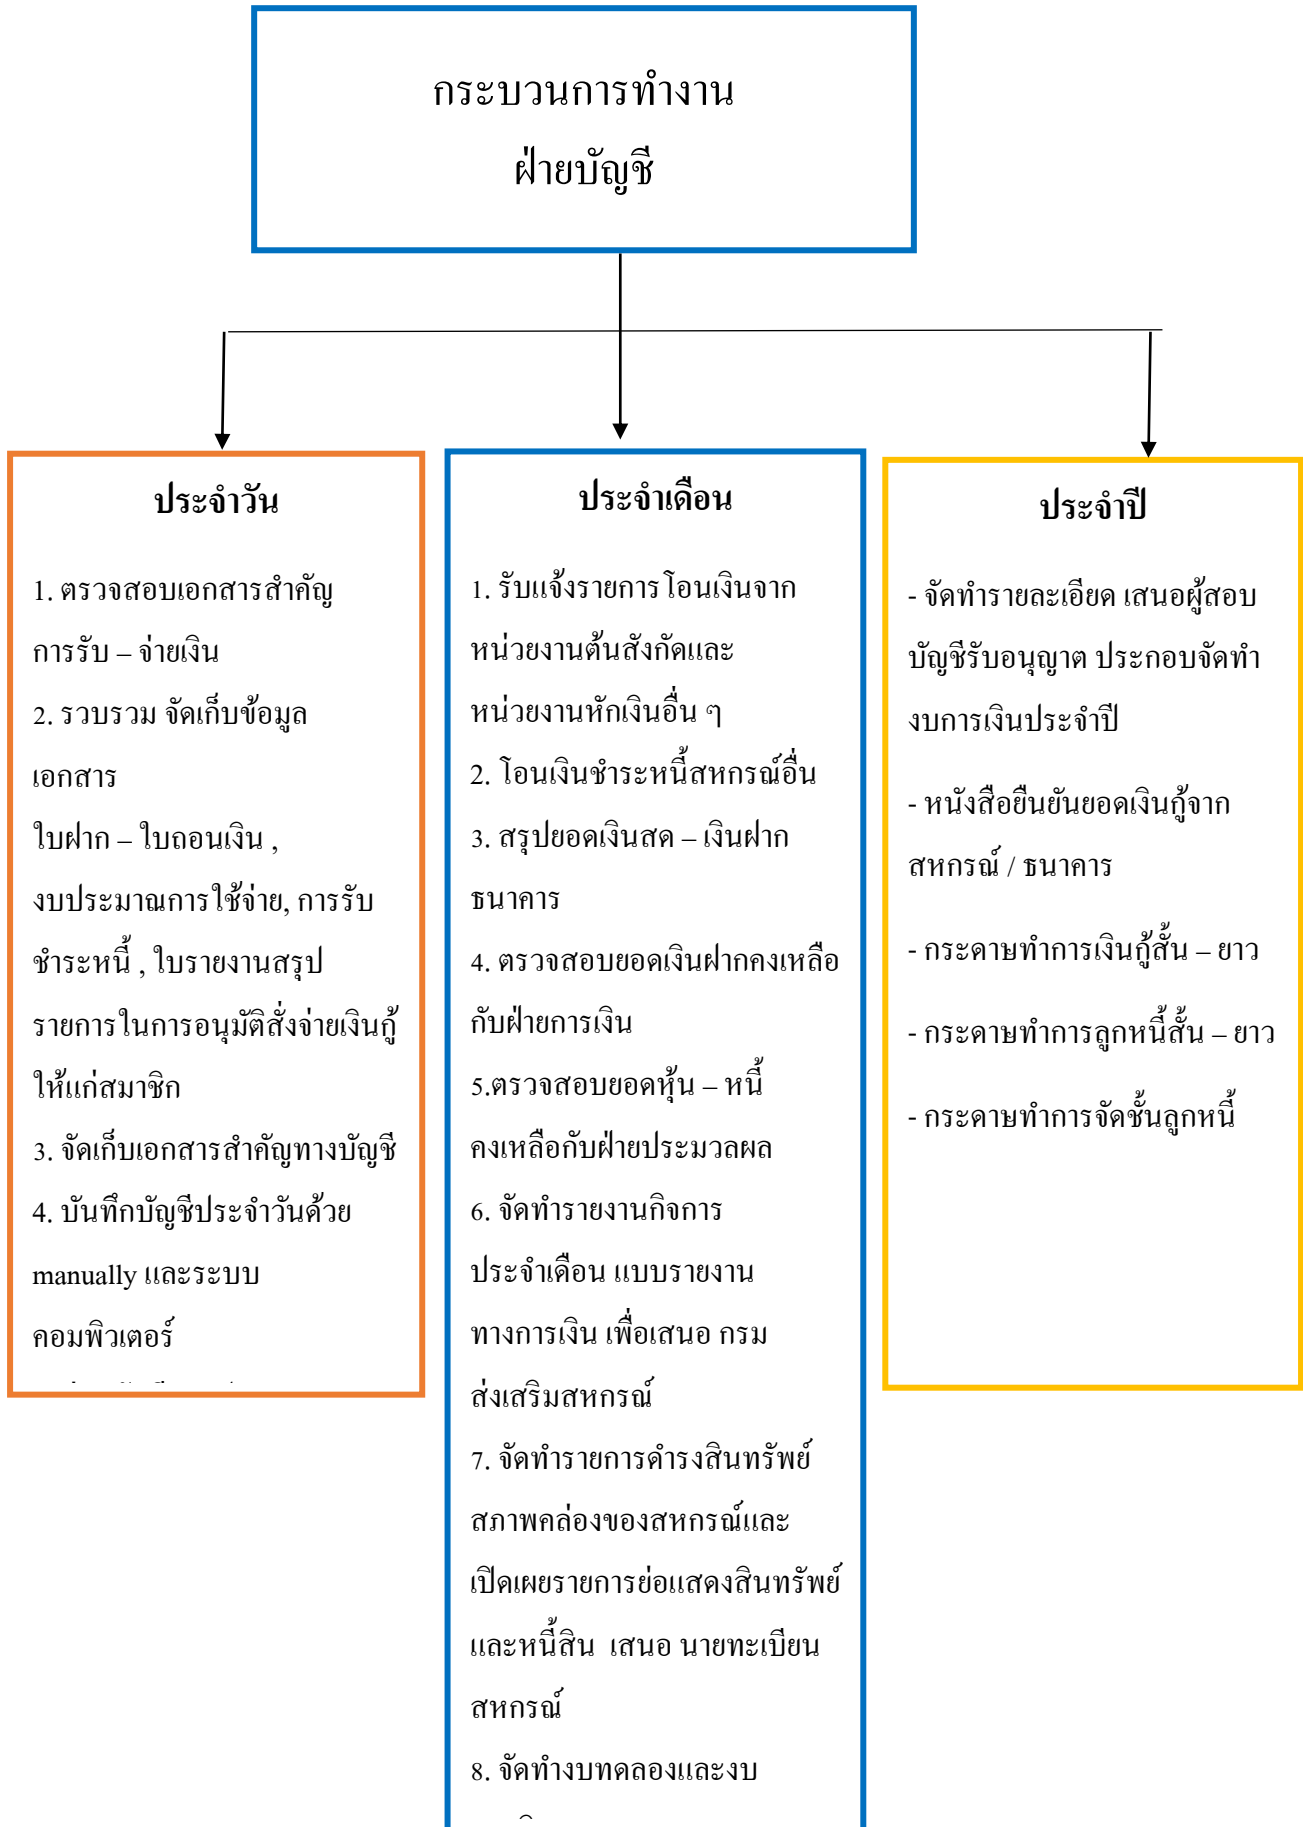 กระบวนการทำงาน
ฝ่ายบัญชี
ประจำวัน
1. ตรวจสอบเอกสารสำคัญ
การรับ – จ่ายเงิน
2. รวบรวม จัดเก็บข้อมูล
เอกสาร
ใบฝาก – ใบถอนเงิน ,
งบประมาณการใช้จ่าย, การรับ
ชำระหนี้ , ใบรายงานสรุป
รายการในการอนุมัติสั่งจ่ายเงินกู้
ให้แก่สมาชิก
3. จัดเก็บเอกสารสำคัญทางบัญชี
4. บันทึกบัญชีประจำวันด้วย
manually และระบบ
คอมพิวเตอร์
ประจำเดือน
1. รับแจ้งรายการโอนเงินจาก
หน่วยงานต้นสังกัดและ
หน่วยงานหักเงินอื่น ๆ
2. โอนเงินชำระหนี้สหกรณ์อื่น
3. สรุปยอดเงินสด – เงินฝาก
ธนาคาร
4. ตรวจสอบยอดเงินฝากคงเหลือ
กับฝ่ายการเงิน
5.ตรวจสอบยอดหุ้น – หนี้
คงเหลือกับฝ่ายประมวลผล
6. จัดทำรายงานกิจการ
ประจำเดือน แบบรายงาน
ทางการเงิน เพื่อเสนอ กรม
ส่งเสริมสหกรณ์
7. จัดทำรายการดำรงสินทรัพย์
สภาพคล่องของสหกรณ์และ
เปิดเผยรายการย่อแสดงสินทรัพย์
และหนี้สิน เสนอ นายทะเบียน
สหกรณ์
8. จัดทำงบทดลองและงบ
ประจำปี
- จัดทำรายละเอียด เสนอผู้สอบ
บัญชีรับอนุญาต ประกอบจัดทำ
งบการเงินประจำปี
- หนังสือยืนยันยอดเงินกู้จาก
สหกรณ์ / ธนาคาร
- กระดาษทำการเงินกู้สั้น – ยาว
- กระดาษทำการลูกหนี้สั้น – ยาว
- กระดาษทำการจัดชั้นลูกหนี้